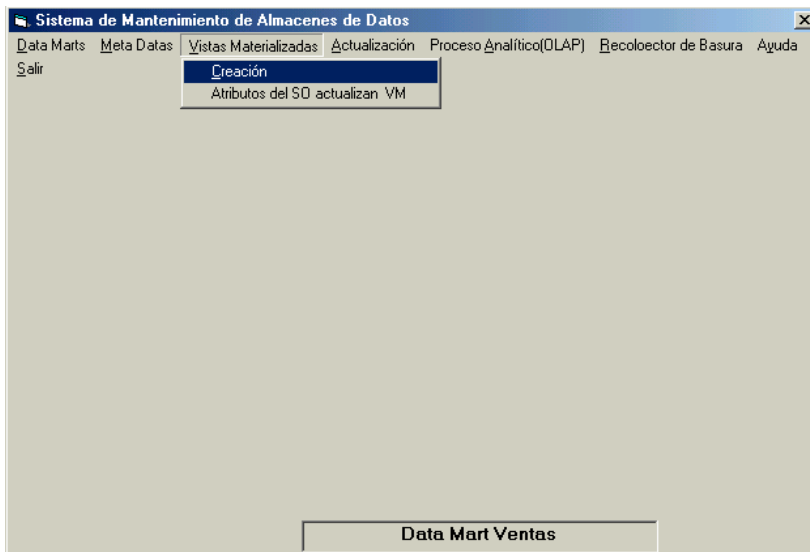 Sistema de Mantenimiento de Almacenes de Datos
Data Marts Meta Datas Vistas Materializadas Actualización Proceso Analítico(OLAP) Recoloector de Basura Ayuda
Salir
Creación
Atributos del SO actualizan VM
Data Mart Ventas